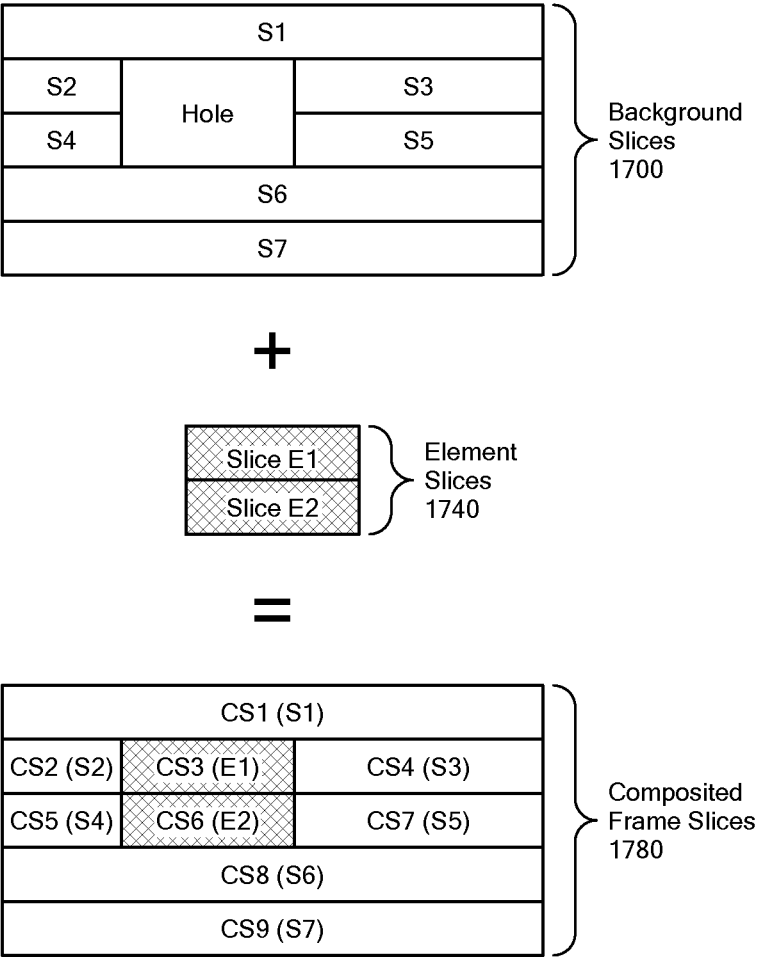 S1
S2
Hole
S3
S4
S5
S6
S7
Background
Slices
1700
+
Slice E1
Slice E2
Element
Slices
1740
=
CS1 (S1)
CS2 (S2)
CS3 (E1)
CS4 (S3)
CS5 (S4)
CS6 (E2)
CS7 (S5)
CS8 (S6)
CS9 (S7)
Composited
Frame Slices
1780